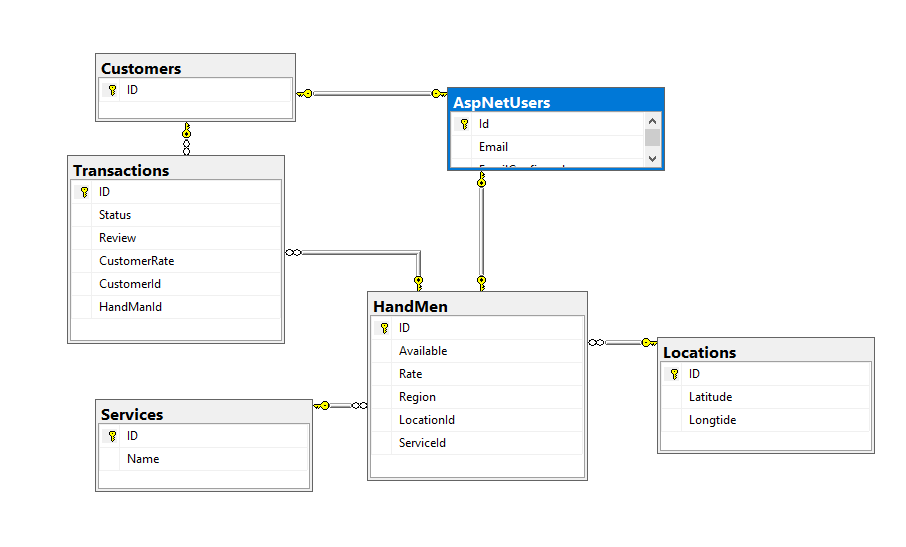 Customers
ID
AspNetUsers
Id
Email
Transactions
ID
Status
Review
CustomerRate
CustomerId
HandManId
HandMen
ID
Available
Rate
Region
LocationId
ServiceId
Locations
ID
Latitude
Longtide
Services
ID
Name